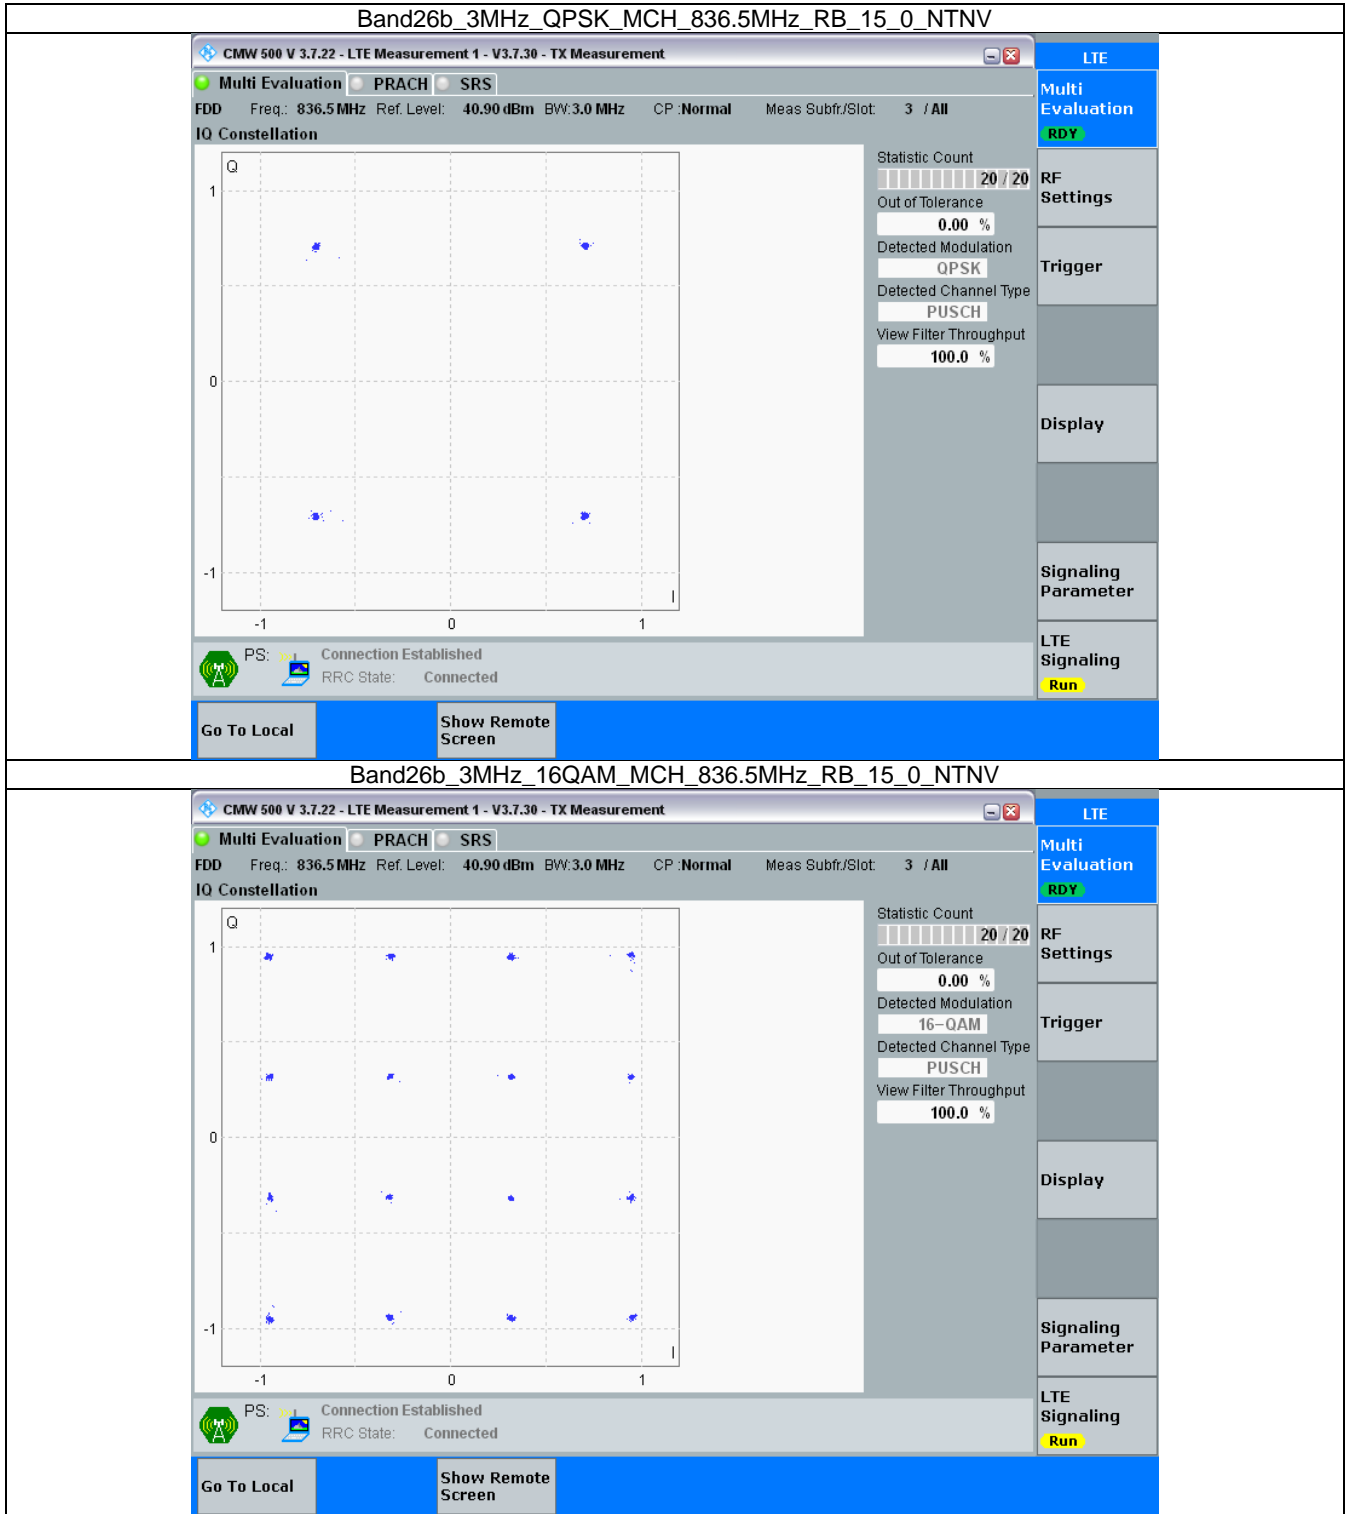 Band26b_3MHz_QPSK_MCH_836.5MHz_RB_15_0_NTNV
CMW 500 V 3.7.22 - LTE Measurement 1 - V3.7.30 - TX Measurement
LTE
Multi Evaluation PRACH SRS
Multi
Evaluation
RDY
FDD Freq.: 836.5 MHz Ref. Level: 40.90 dBm BW: 3.0 MHz CP : Normal Meas Subfr./Slot: 3 / All
IQ Constellation
Q
1
0
-1
I
-1 0 1
Statistic Count
20 / 20
Out of Tolerance
0.00 %
Detected Modulation
QPSK
Detected Channel Type
PUSCH
View Filter Throughput
100.0 %
RF
Settings
Trigger
Display
Signaling
Parameter
LTE
Signaling
Run
PS: Connection Established
RRC State: Connected
Go To Local
Show Remote
Screen
Band26b_3MHz_16QAM_MCH_836.5MHz_RB_15_0_NTNV
CMW 500 V 3.7.22 - LTE Measurement 1 - V3.7.30 - TX Measurement
LTE
Multi Evaluation PRACH SRS
Multi
Evaluation
RDY
FDD Freq.: 836.5 MHz Ref. Level: 40.90 dBm BW: 3.0 MHz CP : Normal Meas Subfr./Slot: 3 / All
IQ Constellation
Q
1
0
-1
I
-1 0 1
Statistic Count
20 / 20
Out of Tolerance
0.00 %
Detected Modulation
16-QAM
Detected Channel Type
PUSCH
View Filter Throughput
100.0 %
RF
Settings
Trigger
Display
Signaling
Parameter
LTE
Signaling
Run
PS: Connection Established
RRC State: Connected
Go To Local
Show Remote
Screen